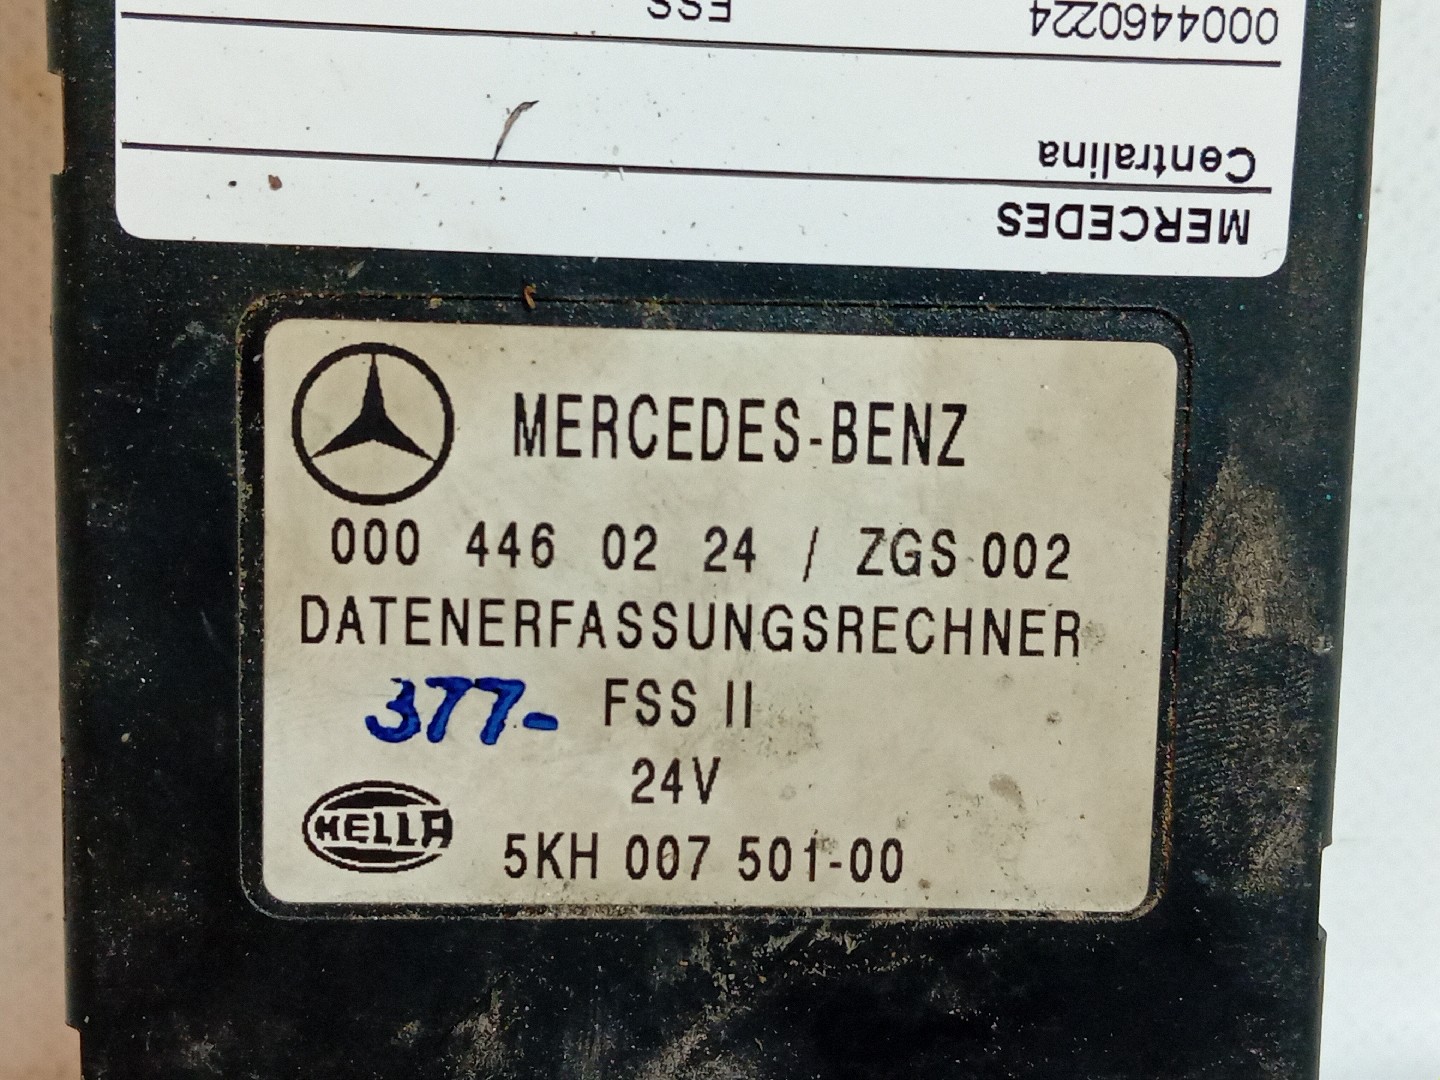 0004460224 ESS
Centralina
MERCEDES
MERCEDES-BENZ
000 446 02 24 / ZGS 002
DATENERFASSUNGSRECHNER
377- FSS II
24V
HELLA 5KH 007 501-00